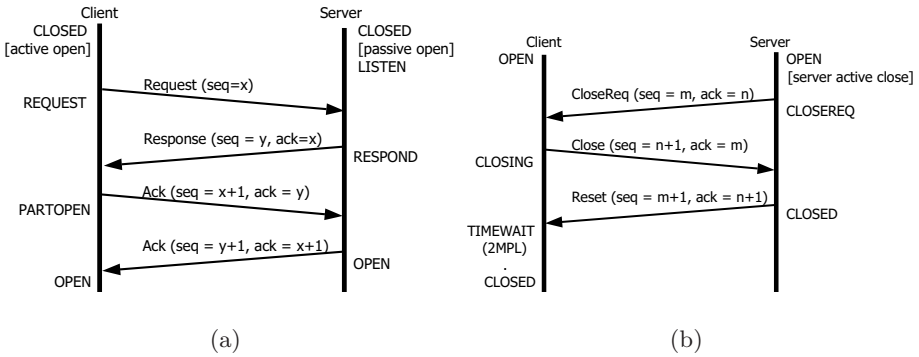 Client
Server
CLOSED
[active open]
CLOSED
[passive open]
LISTEN
Request (seq=x)
REQUEST
Response (seq = y, ack=x)
RESPOND
Ack (seq = x+1, ack = y)
PARTOPEN
Ack (seq = y+1, ack = x+1)
OPEN
OPEN
(a)
Client
Server
OPEN
OPEN
[server active close]
CloseReq (seq = m, ack = n)
CLOSEREQ
Close (seq = n+1, ack = m)
CLOSING
Reset (seq = m+1, ack = n+1)
CLOSED
TIMEWAIT
(2MPL)
.
CLOSED
(b)